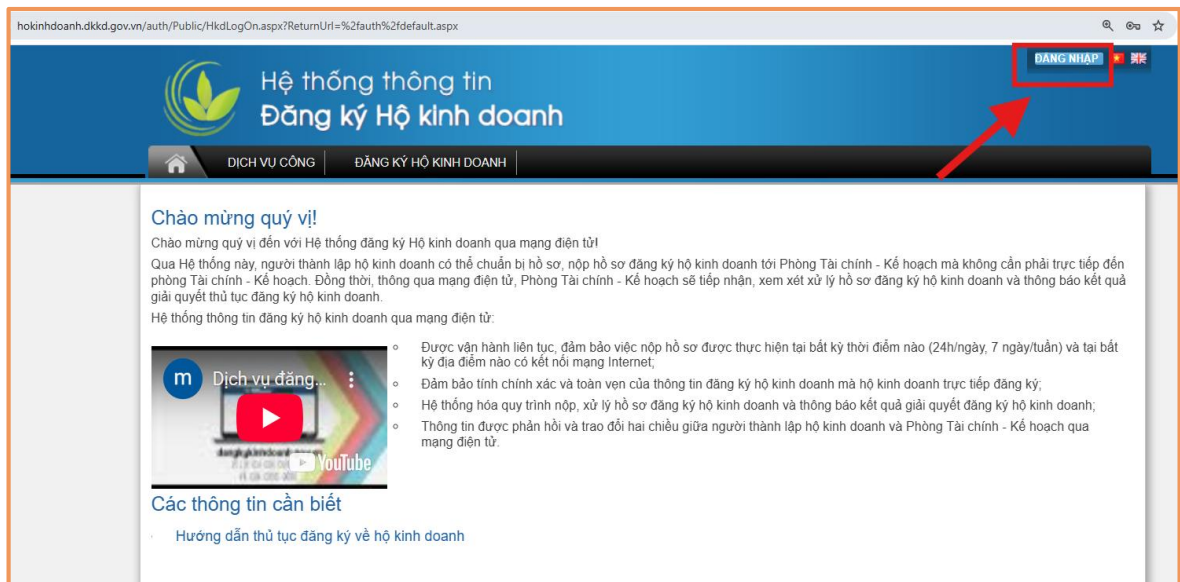 hokinhdoanh.dkkd.gov.vn/auth/Public/HkdLogOn.aspx?ReturnUrl=%2fauth%2fdefault.aspx
ĐĂNG NHẬP
Hệ thống thông tin
Đăng ký Hộ kinh doanh
DỊCH VỤ CÔNG
ĐĂNG KÝ HỘ KINH DOANH
Chào mừng quý vị!
Chào mừng quý vị đến với Hệ thống đăng ký Hộ kinh doanh qua mạng điện tử!
Qua Hệ thống này, người thành lập hộ kinh doanh có thể chuẩn bị hồ sơ, nộp hồ sơ đăng ký hộ kinh doanh tới Phòng Tài chính - Kế hoạch mà không cần phải trực tiếp đến
phòng Tài chính - Kế hoạch. Đồng thời, thông qua mạng điện tử, Phòng Tài chính - Kế hoạch sẽ tiếp nhận, xem xét xử lý hồ sơ đăng ký hộ kinh doanh và thông báo kết quả
giải quyết thủ tục đăng ký hộ kinh doanh.
Hệ thống thông tin đăng ký hộ kinh doanh qua mạng điện tử:
Được vận hành liên tục, đảm bảo việc nộp hồ sơ được thực hiện tại bất kỳ thời điểm nào (24h/ngày, 7 ngày/tuần) và tại bất
kỳ địa điểm nào có kết nối mạng Internet;
Đảm bảo tính chính xác và toàn vẹn của thông tin đăng ký hộ kinh doanh mà hộ kinh doanh trực tiếp đăng ký;
Hệ thống hóa quy trình nộp, xử lý hồ sơ đăng ký hộ kinh doanh và thông báo kết quả giải quyết đăng ký hộ kinh doanh;
Thông tin được phản hồi và trao đổi hai chiều giữa người thành lập hộ kinh doanh và Phòng Tài chính - Kế hoạch qua
mạng điện tử.
m Dịch vụ đăng...
YouTube
Các thông tin cần biết
Hướng dẫn thủ tục đăng ký về hộ kinh doanh